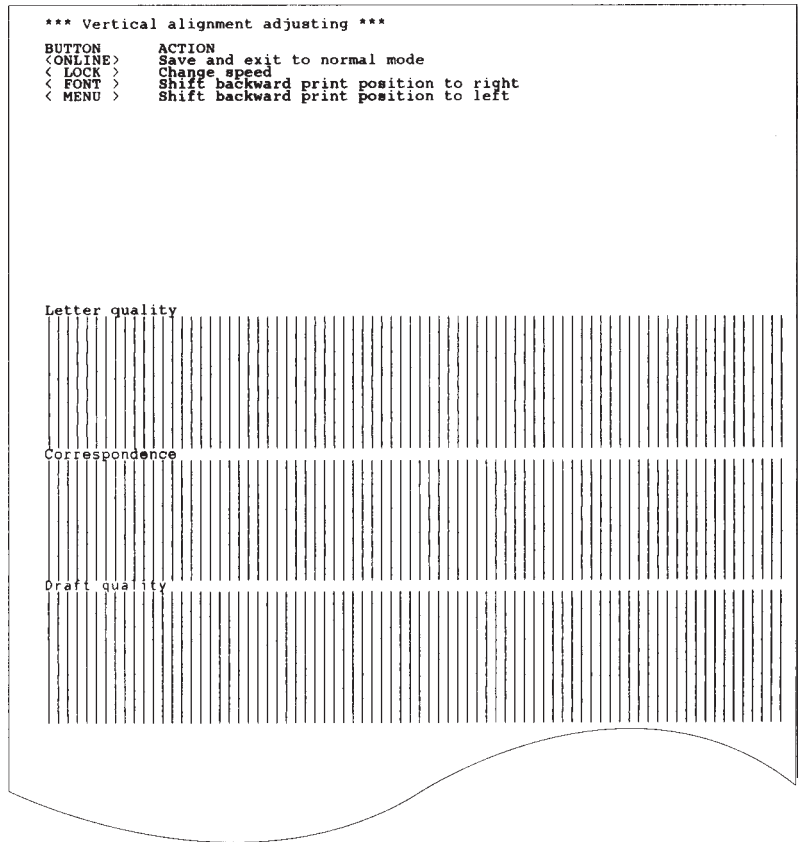 *** Vertical alignment adjusting ***
BUTTON ACTION
<ONLINE> Save and exit to normal mode
< LOCK > Change speed
< FONT > Shift backward print position to right
< MENU > Shift backward print position to left
Letter quality
Correspondence
Draft quality